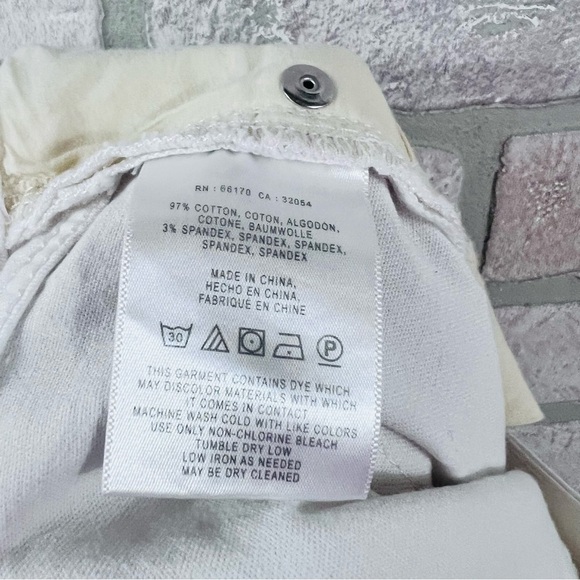 RN : 66170 CA : 32054
97% COTTON, COTON, ALGODON,
COTONE, BAUMWOLLE
3% SPANDEX, SPANDEX, SPANDEX,
SPANDEX, SPANDEX
MADE IN CHINA,
HECHO EN CHINA,
FABRIQUÉ EN CHINE
30 P
THIS GARMENT CONTAINS DYE WHICH
MAY DISCOLOR MATERIALS WITH WHICH
IT COMES IN CONTACT
MACHINE WASH COLD WITH LIKE COLORS
USE ONLY NON-CHLORINE BLEACH
TUMBLE DRY LOW
LOW IRON AS NEEDED
MAY BE DRY CLEANED